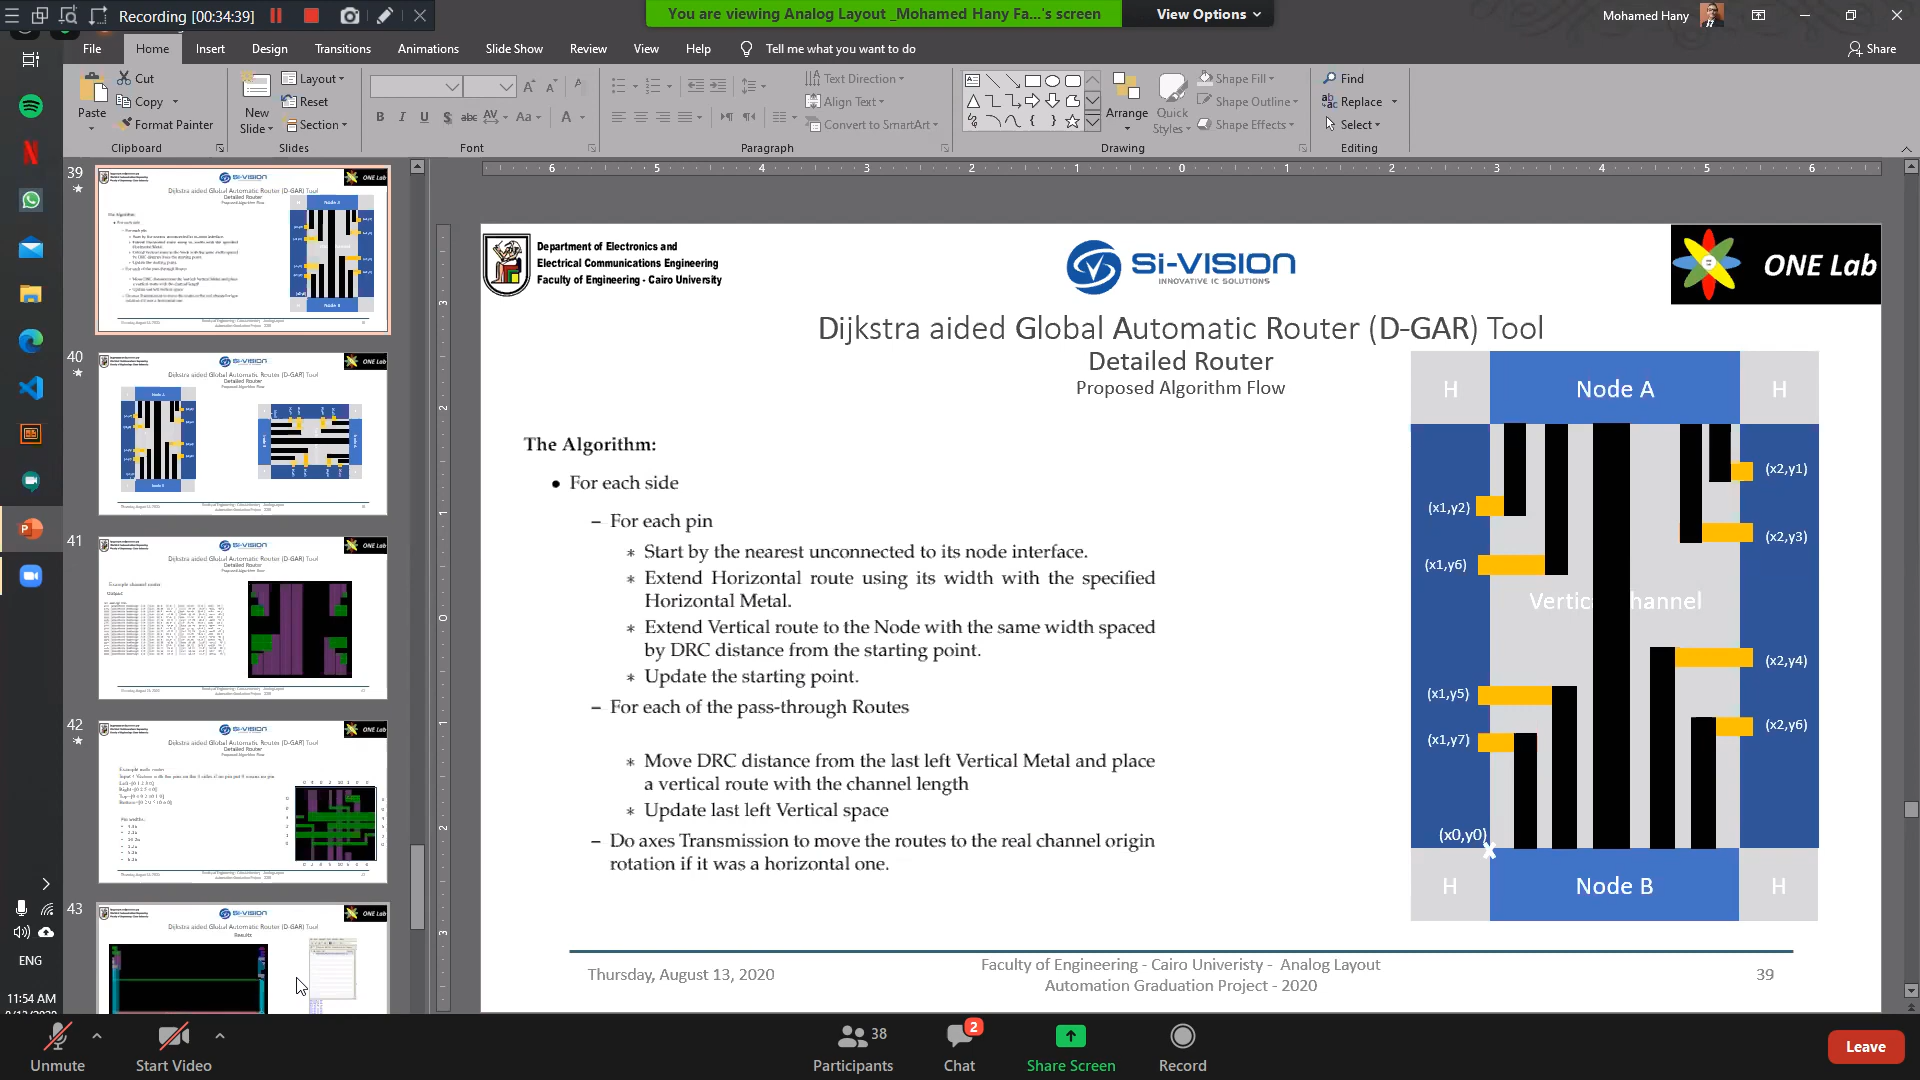 Recording [00:34:39]
You are viewing Analog Layout _Mohamed Hany Fa...'s screen
View Options
Mohamed Hany
File
Home
Insert
Design
Transitions
Animations
Slide Show
Review
View
Help
Tell me what you want to do
Share
Paste
Cut
Copy
Format Painter
Clipboard
New
Slide
Layout
Reset
Section
Slides
Font
Text Direction
Align Text
Convert to SmartArt
Paragraph
Arrange
Quick
Styles
Shape Fill
Shape Outline
Shape Effects
Drawing
Find
Replace
Select
Editing
39
40
41
42
43
Department of Electronics and
Electrical Communications Engineering
Faculty of Engineering - Cairo University
Si-VISION
INNOVATIVE IC SOLUTIONS
ONE Lab
Dijkstra aided Global Automatic Router (D-GAR) Tool
Detailed Router
Proposed Algorithm Flow
The Algorithm:
• For each side
– For each pin
* Start by the nearest unconnected to its node interface.
* Extend Horizontal route using its width with the specified
Horizontal Metal.
* Extend Vertical route to the Node with the same width spaced
by DRC distance from the starting point.
* Update the starting point.
– For each of the pass-through Routes
* Move DRC distance from the last left Vertical Metal and place
a vertical route with the channel length
* Update last left Vertical space
– Do axes Transmission to move the routes to the real channel origin
rotation if it was a horizontal one.
H
Node A
H
(x2,y1)
(x1,y2)
(x2,y3)
(x1,y6)
(x2,y4)
(x1,y5)
(x2,y6)
(x1,y7)
(x0,y0)
H
Node B
H
Thursday, August 13, 2020
Faculty of Engineering - Cairo Univeristy - Analog Layout
Automation Graduation Project - 2020
39
ENG
11:54 AM
Unmute
Start Video
Participants
38
Chat
2
Share Screen
Record
Leave